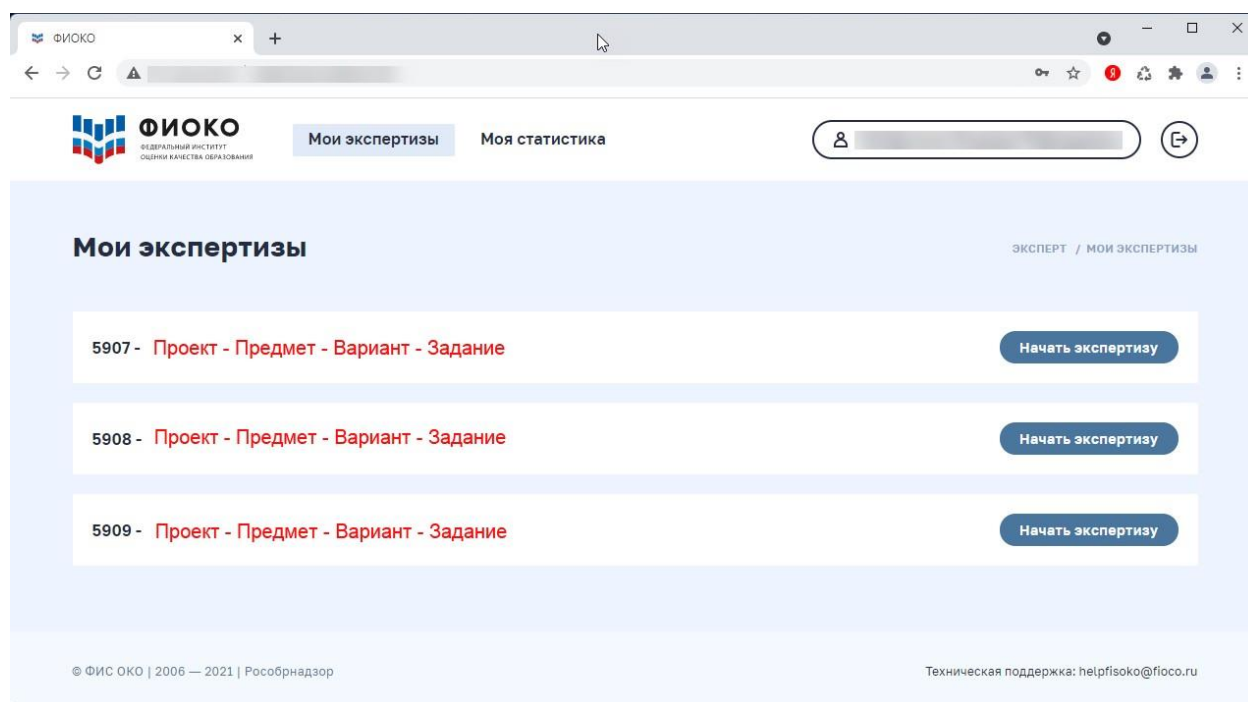 ФИОКО
ФИОКО
ФЕДЕРАЛЬНЫЙ ИНСТИТУТ
ОЦЕНКИ КАЧЕСТВА ОБРАЗОВАНИЯ
Мои экспертизы Моя статистика
Мои экспертизы
ЭКСПЕРТ / МОИ ЭКСПЕРТИЗЫ
5907 - Проект - Предмет - Вариант - Задание Начать экспертизу
5908 - Проект - Предмет - Вариант - Задание Начать экспертизу
5909 - Проект - Предмет - Вариант - Задание Начать экспертизу
© ФИС ОКО | 2006 — 2021 | Рособрнадзор Техническая поддержка: helpfisoko@fioco.ru